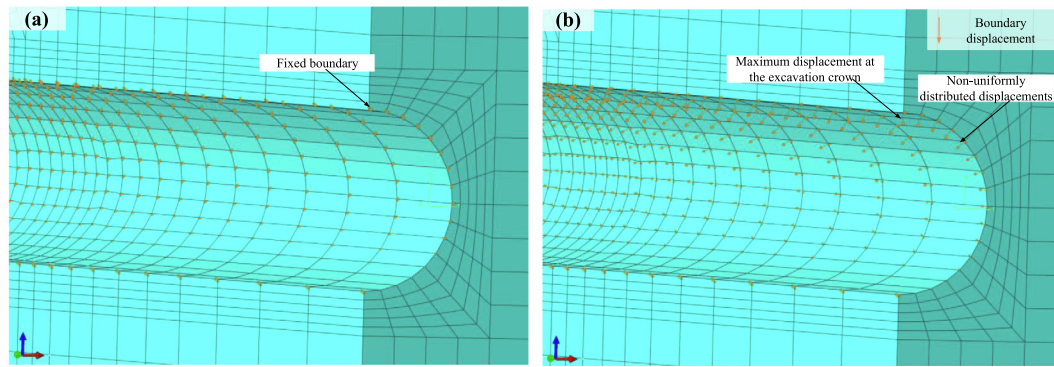 (a)
Fixed boundary
(b)
Boundary
displacement
Maximum displacement at
the excavation crown
Non-uniformly
distributed displacements